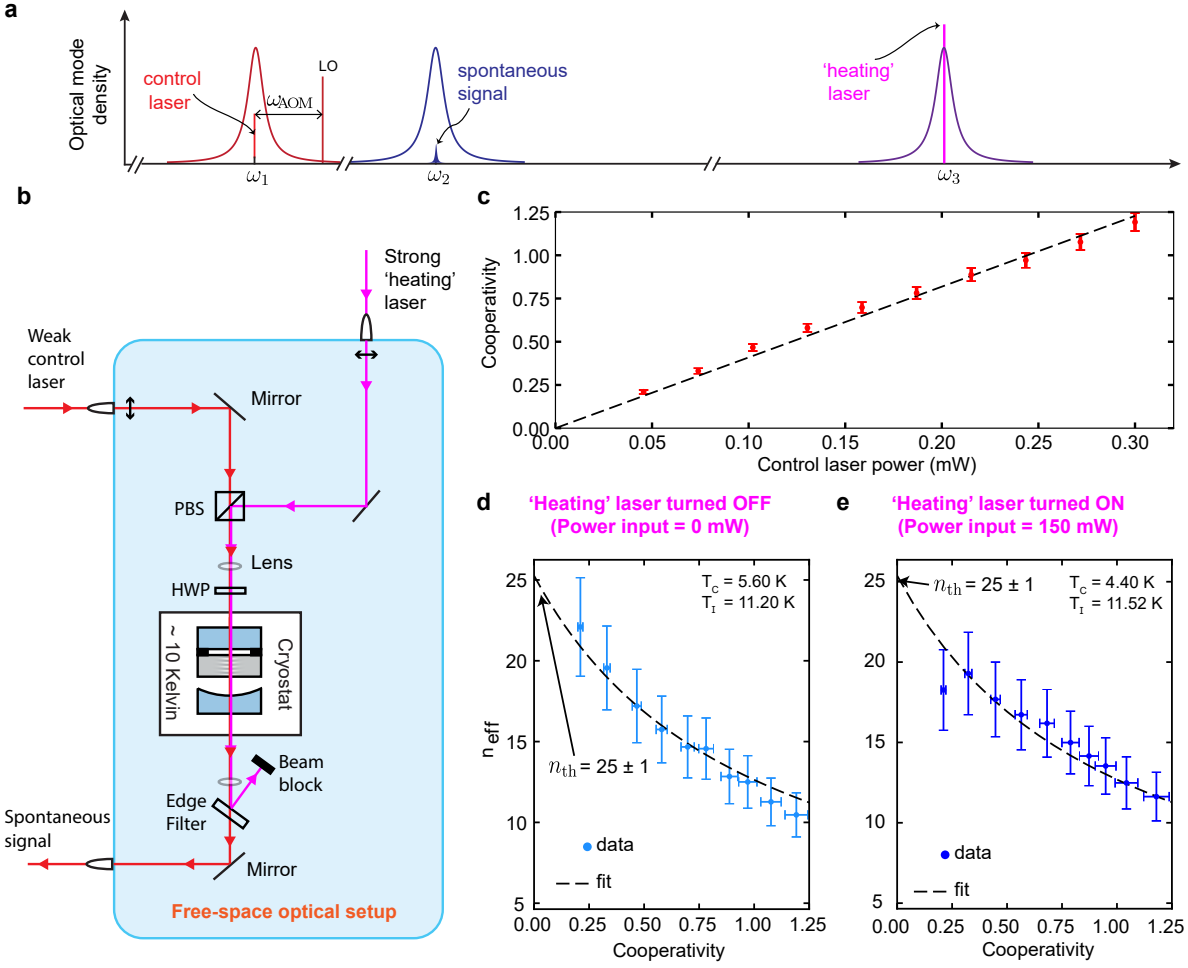 a
Optical mode
density
control
laser
LO
ωAOM
spontaneous
signal
'heating'
laser
ω1
ω2
ω3
b
Strong
'heating'
laser
Weak
control
laser
Mirror
PBS
Lens
HWP
Cryostat
~ 10 Kelvin
Beam
block
Edge
Filter
Spontaneous
signal
Mirror
Free-space optical setup
c
Cooperativity
1.25
1.00
0.75
0.50
0.25
0.00
0.00 0.05 0.10 0.15 0.20 0.25 0.30
Control laser power (mW)
d
'Heating' laser turned OFF
(Power input = 0 mW)
neff
25
20
15
10
5
TC = 5.60 K
TI = 11.20 K
nth = 25 ± 1
data
fit
0.00 0.25 0.50 0.75 1.00 1.25
Cooperativity
e
'Heating' laser turned ON
(Power input = 150 mW)
25
20
15
10
5
nth = 25 ± 1
TC = 4.40 K
TI = 11.52 K
data
fit
0.00 0.25 0.50 0.75 1.00 1.25
Cooperativity